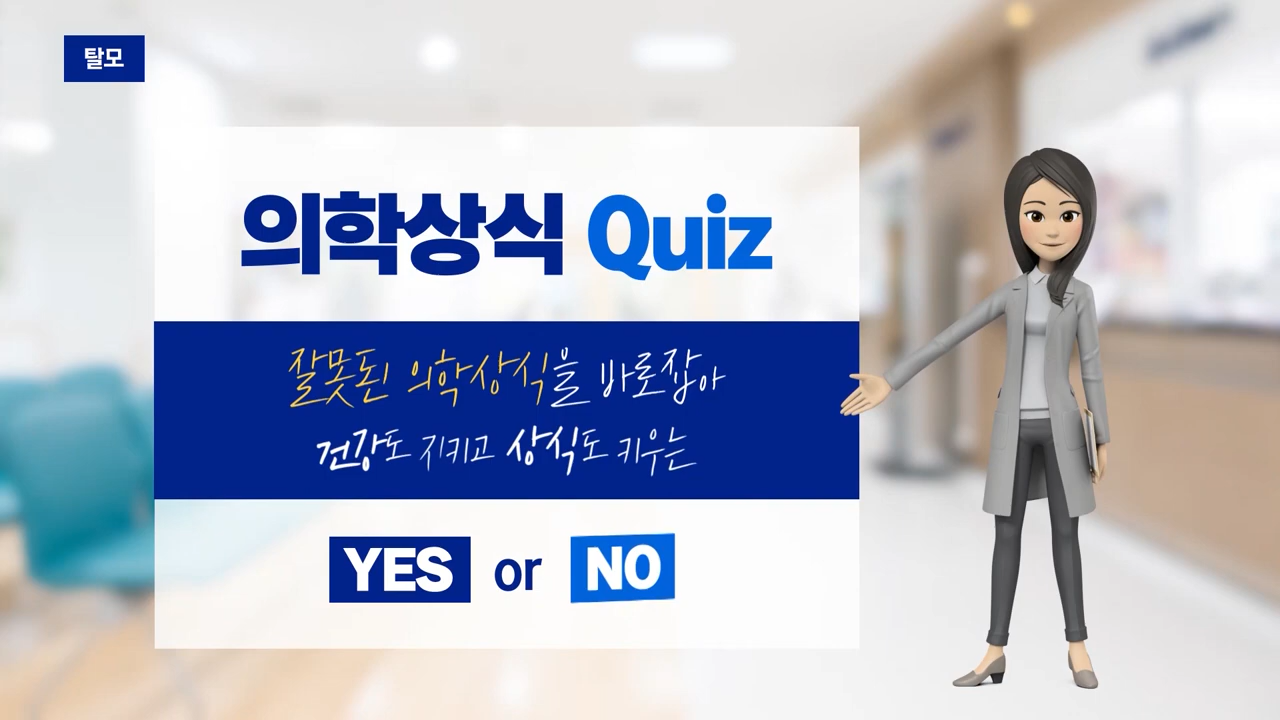 탈모
의학상식 Quiz
잘못된 의학상식을 바로잡아
건강도 지키고 상식도 키우는
YES or NO